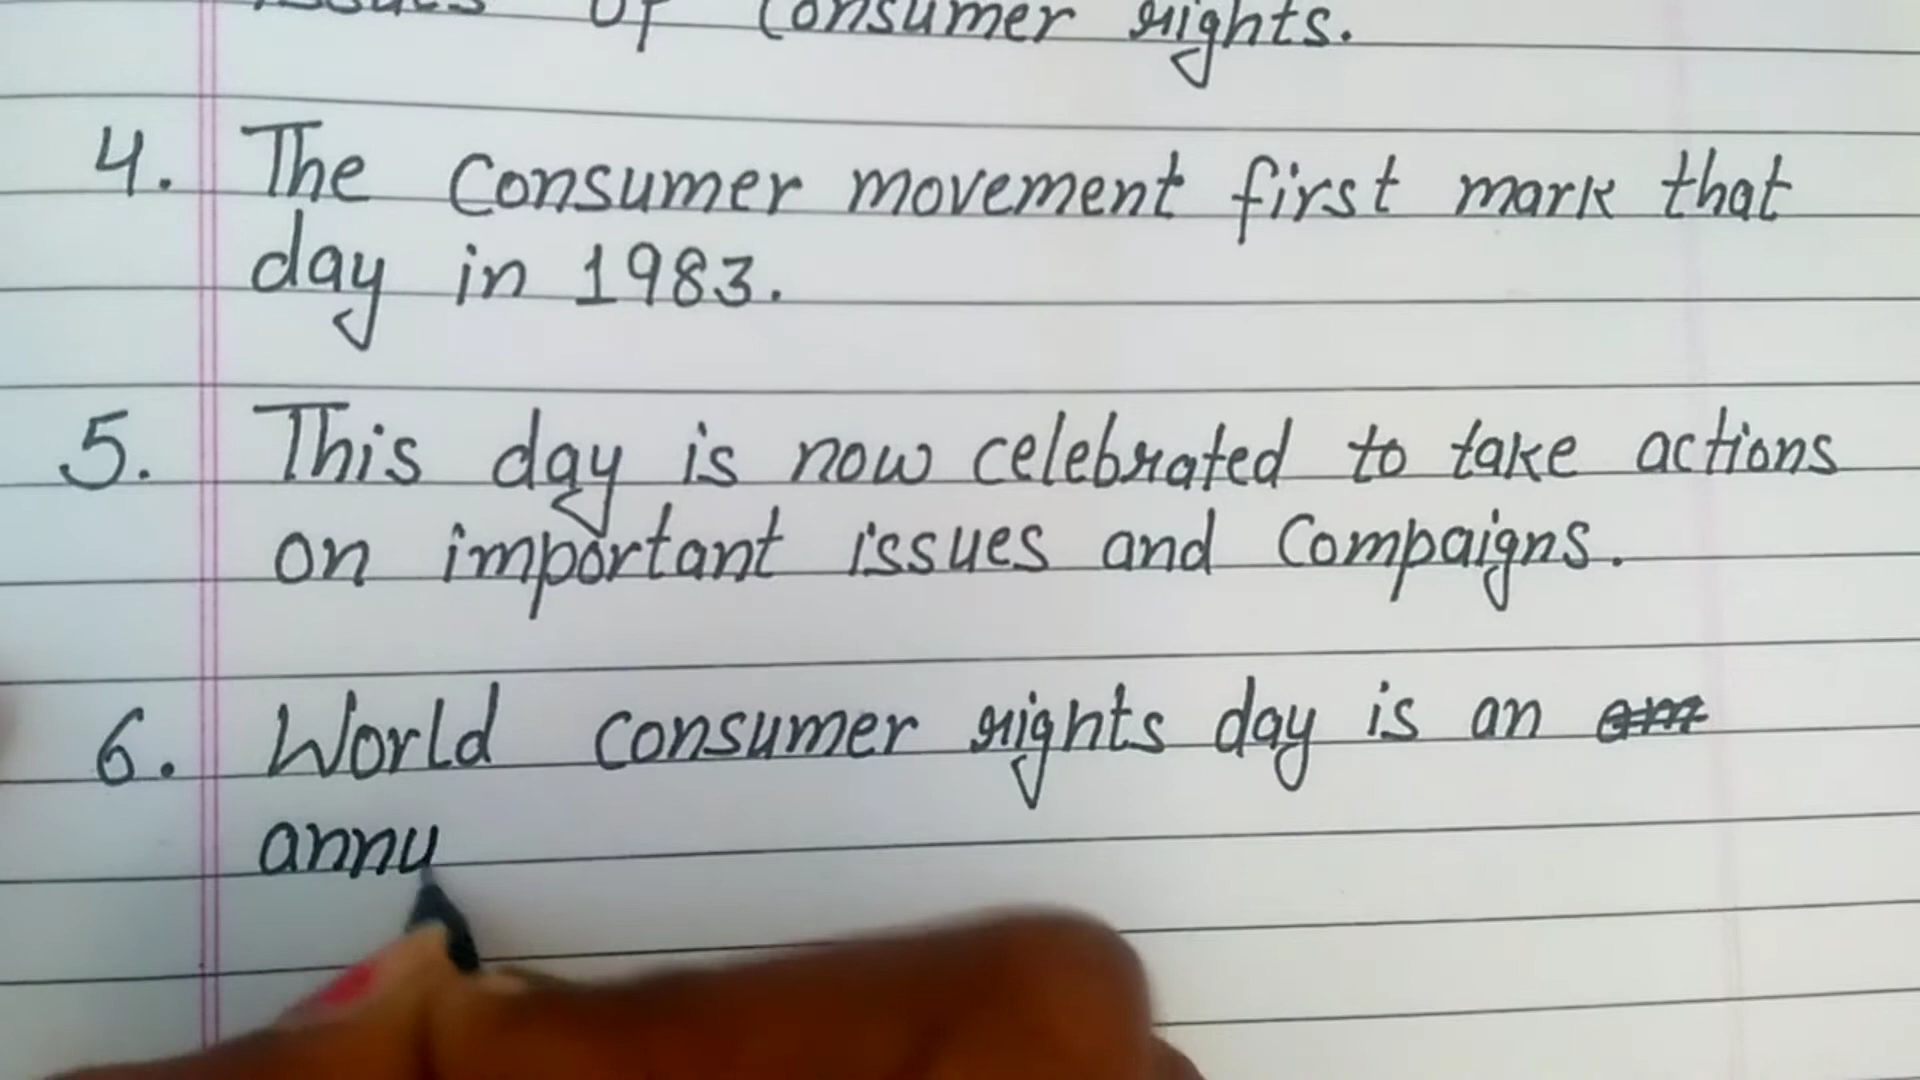 issues of Consumer rights.
4. The Consumer movement first mark that
day in 1983.
5. This day is now celebrated to take actions
on important issues and Compaigns.
6. World consumer rights day is an
annu